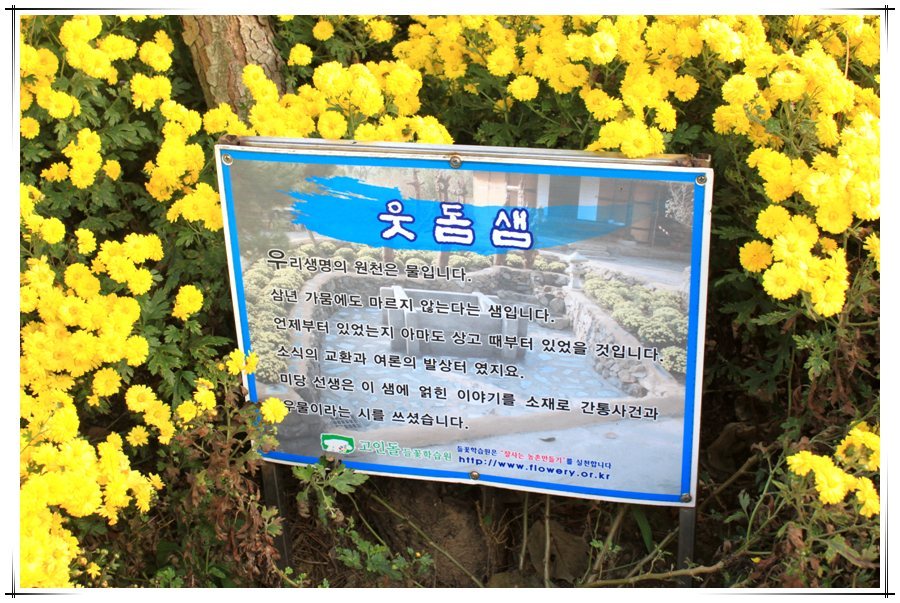 웃돔샘
우리생명의 원천은 물입니다.
삼년 가뭄에도 마르지 않는다는 샘입니다.
언제부터 있었는지 아마도 상고 때부터 있었을 것입니다.
소식의 교환과 여론의 발상터 였지요.
미당 선생은 이 샘에 얽힌 이야기를 소재로 간통사건과
우물이라는 시를 쓰셨습니다.
고인돌들꽃학습원
들꽃학습원은 "잘사는 농촌만들기"를 실천합니다
http://www.flowery.or.kr